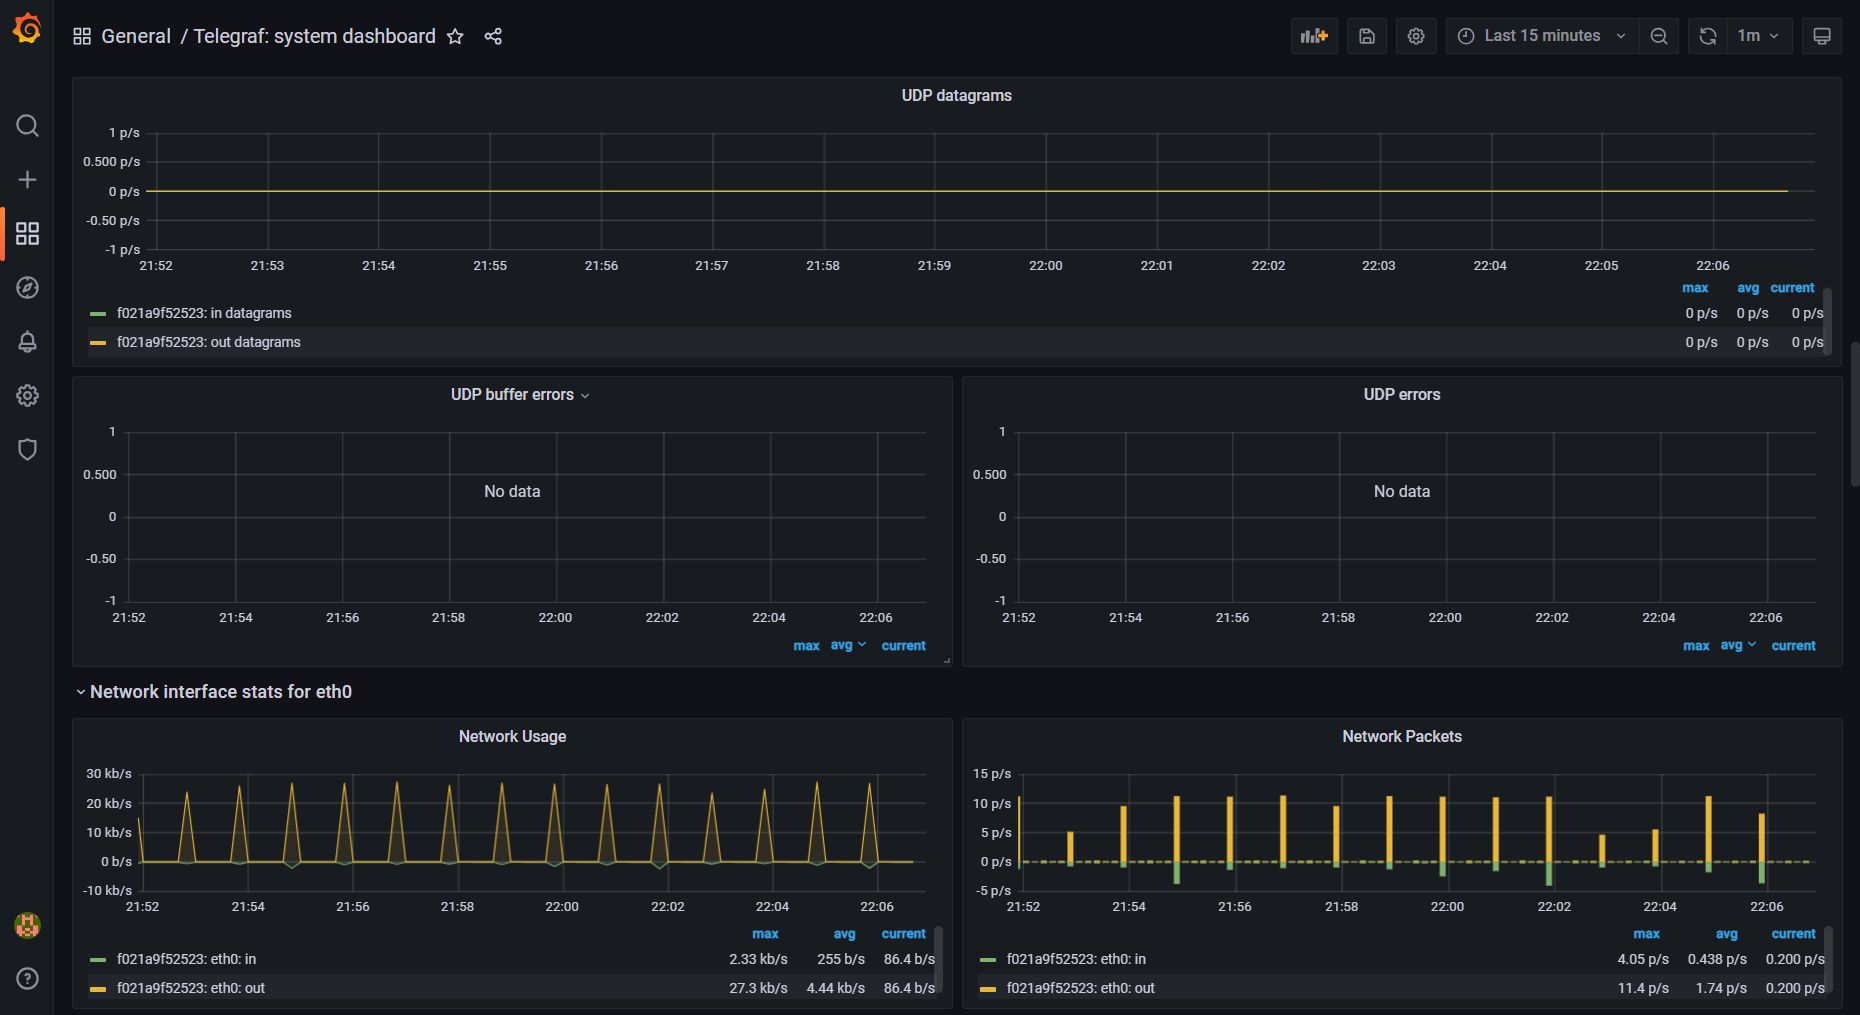 General / Telegraf: system dashboard
Last 15 minutes
1m
UDP datagrams
1 p/s
0.500 p/s
0 p/s
-0.50 p/s
-1 p/s
21:52 21:53 21:54 21:55 21:56 21:57 21:58 21:59 22:00 22:01 22:02 22:03 22:04 22:05 22:06
max avg current
f021a9f52523: in datagrams 0 p/s 0 p/s 0 p/s
f021a9f52523: out datagrams 0 p/s 0 p/s 0 p/s
UDP buffer errors
1
0.500
No data
0
-0.50
-1
21:52 21:54 21:56 21:58 22:00 22:02 22:04 22:06
max avg current
UDP errors
1
0.500
No data
0
-0.50
-1
21:52 21:54 21:56 21:58 22:00 22:02 22:04 22:06
max avg current
Network interface stats for eth0
Network Usage
30 kb/s
20 kb/s
10 kb/s
0 b/s
-10 kb/s
21:52 21:54 21:56 21:58 22:00 22:02 22:04 22:06
max avg current
f021a9f52523: eth0: in 2.33 kb/s 255 b/s 86.4 b/s
f021a9f52523: eth0: out 27.3 kb/s 4.44 kb/s 86.4 b/s
Network Packets
15 p/s
10 p/s
5 p/s
0 p/s
-5 p/s
21:52 21:54 21:56 21:58 22:00 22:02 22:04 22:06
max avg current
f021a9f52523: eth0: in 4.05 p/s 0.438 p/s 0.200 p/s
f021a9f52523: eth0: out 11.4 p/s 1.74 p/s 0.200 p/s